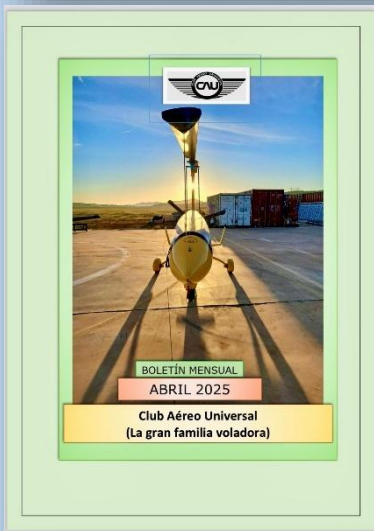 CAU
BOLETÍN MENSUAL
ABRIL 2025
Club Aéreo Universal
(La gran familia voladora)